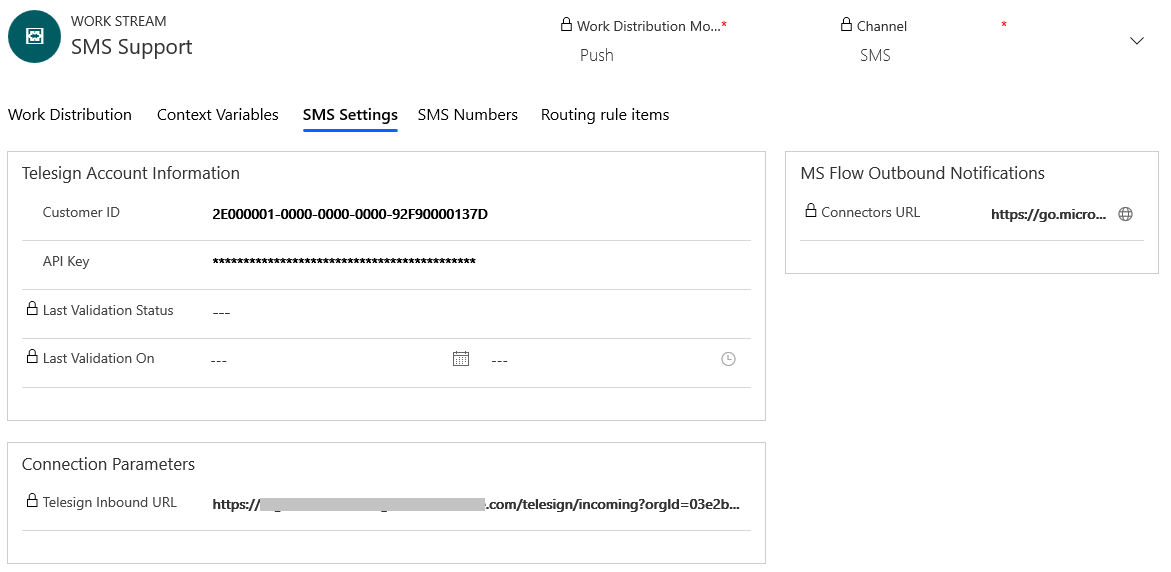 WORK STREAM
SMS Support
Work Distribution Mo...*
Push
Channel *
SMS
Work Distribution Context Variables SMS Settings SMS Numbers Routing rule items
Telesign Account Information
Customer ID 2E000001-0000-0000-0000-92F90000137D
API Key *******************************************
Last Validation Status ---
Last Validation On --- ---
MS Flow Outbound Notifications
Connectors URL https://go.micro...
Connection Parameters
Telesign Inbound URL https:// .com/telesign/incoming?orgId=03e2b...